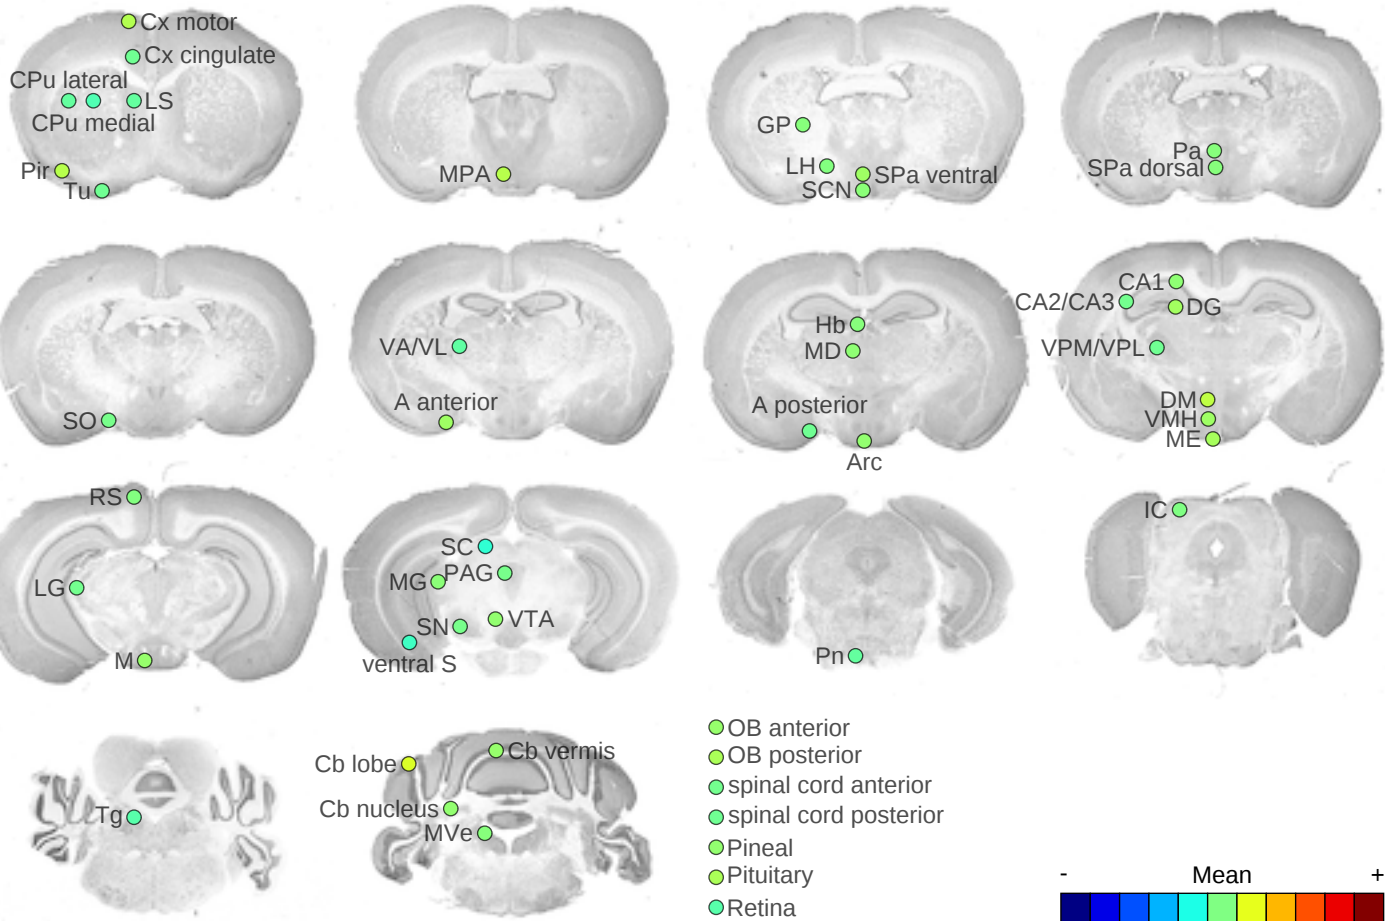 Cx motor
Cx cingulate
CPu lateral
LS
CPu medial
Pir
Tu
MPA
GP
LH
SPa ventral
SCN
Pa
SPa dorsal
SO
VA/VL
A anterior
Hb
MD
A posterior
Arc
CA1
CA2/CA3
DG
VPM/VPL
DM
VMH
ME
RS
LG
M
SC
PAG
MG
VTA
SN
ventral S
Pn
IC
Tg
Cb lobe
Cb vermis
Cb nucleus
MVe
OB anterior
OB posterior
spinal cord anterior
spinal cord posterior
Pineal
Pituitary
Retina
- Mean +